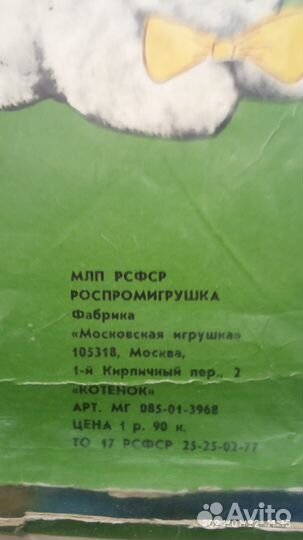 МЛП РСФСР
РОСПРОМИГРУШКА
Фабрика
«Московская игрушка»
105318, Москва,
1-й Кирпичный пер., 2
«КОТЕНОК»
АРТ. МГ 085-01-3968
ЦЕНА 1 р. 90 к.
ТО 17 РСФСР 25-25-02-77
Avito